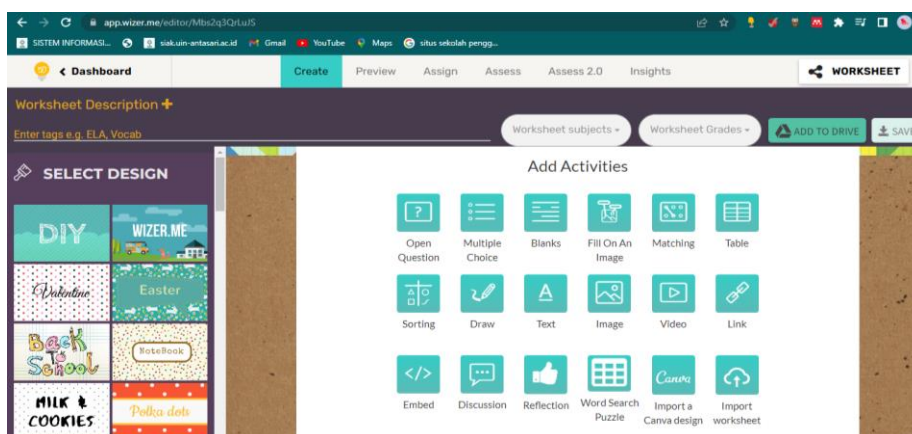 app.wizer.me/editor/Mbs2q3QrLuJS
SISTEM INFORMASI... siak.uin-antasari.ac.id Gmail YouTube Maps situs sekolah pengg...
< Dashboard Create Preview Assign Assess Assess 2.0 Insights WORKSHEET
Worksheet Description +
Enter tags e.g. ELA, Vocab Worksheet subjects Worksheet Grades ADD TO DRIVE SAVE
SELECT DESIGN
DIY WIZER.ME
Valentine Easter
Back To School NoteBook
MILK & COOKIES Polka dots
Add Activities
Open Question Multiple Choice Blanks Fill On An Image Matching Table
Sorting Draw Text Image Video Link
Embed Discussion Reflection Word Search Puzzle Import a Canva design Import worksheet
Canva